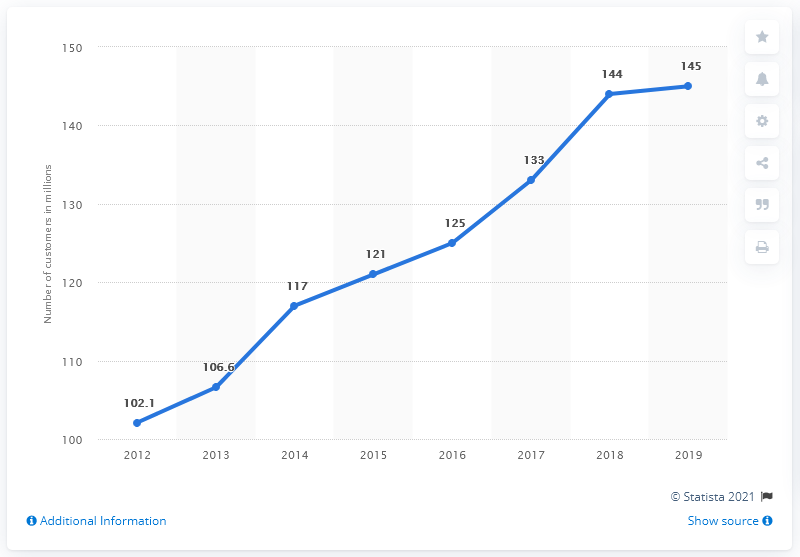 150
140
130
120
110
100
Number of customers in millions
102.1
106.6
117
121
125
133
144
145
2012 2013 2014 2015 2016 2017 2018 2019
© Statista 2021
Additional Information
Show source